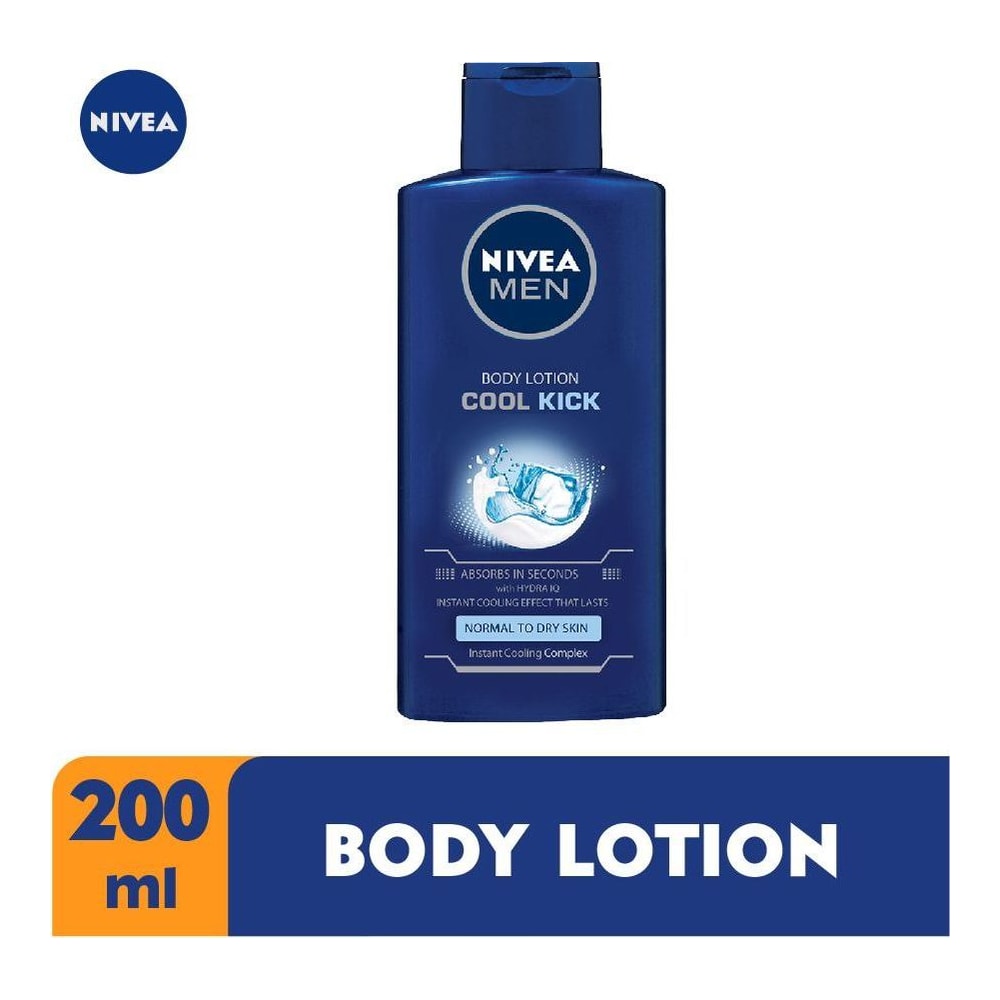 NIVEA
NIVEA
MEN
BODY LOTION
COOL KICK
ABSORBS IN SECONDS
with HYDRA IQ
INSTANT COOLING EFFECT THAT LASTS
NORMAL TO DRY SKIN
Instant Cooling Complex
200
ml
BODY LOTION